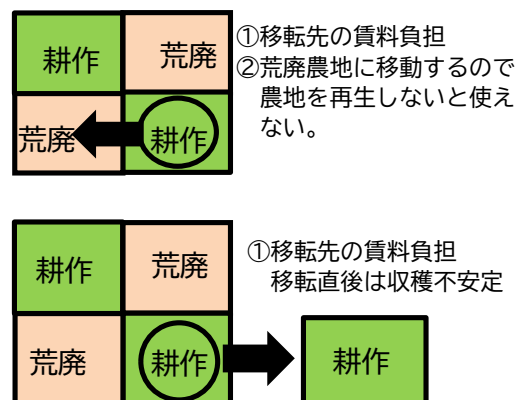 耕作
荒廃
荒廃
耕作
①移転先の賃料負担
②荒廃農地に移動するので
農地を再生しないと使え
ない。
耕作
荒廃
荒廃
耕作
①移転先の賃料負担
移転直後は収穫不安定
耕作